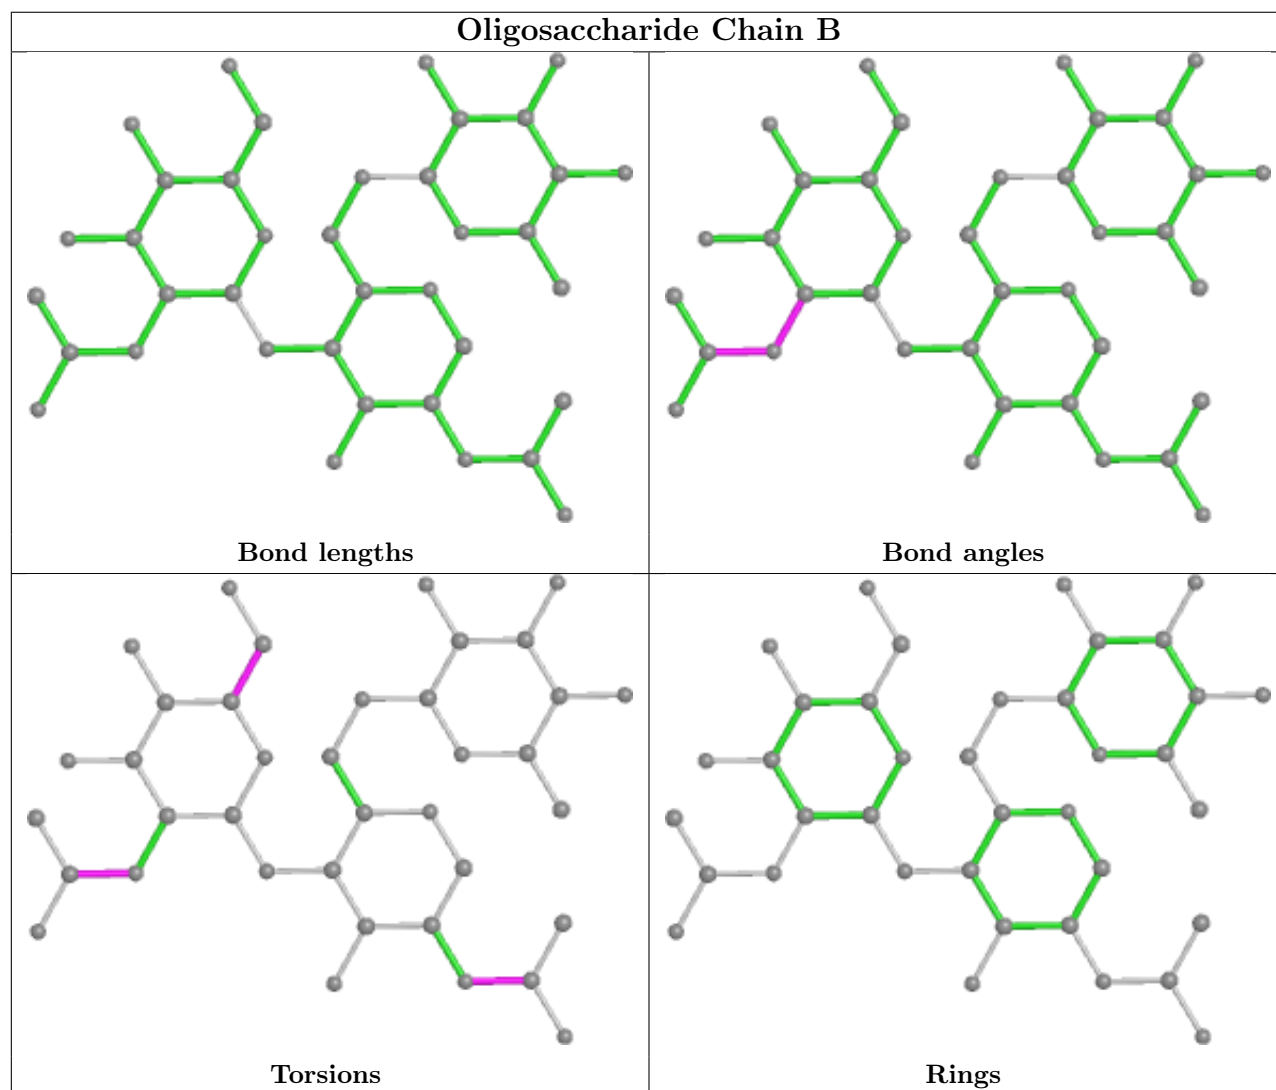 Oligosaccharide Chain B
Bond lengths
Bond angles
Torsions
Rings